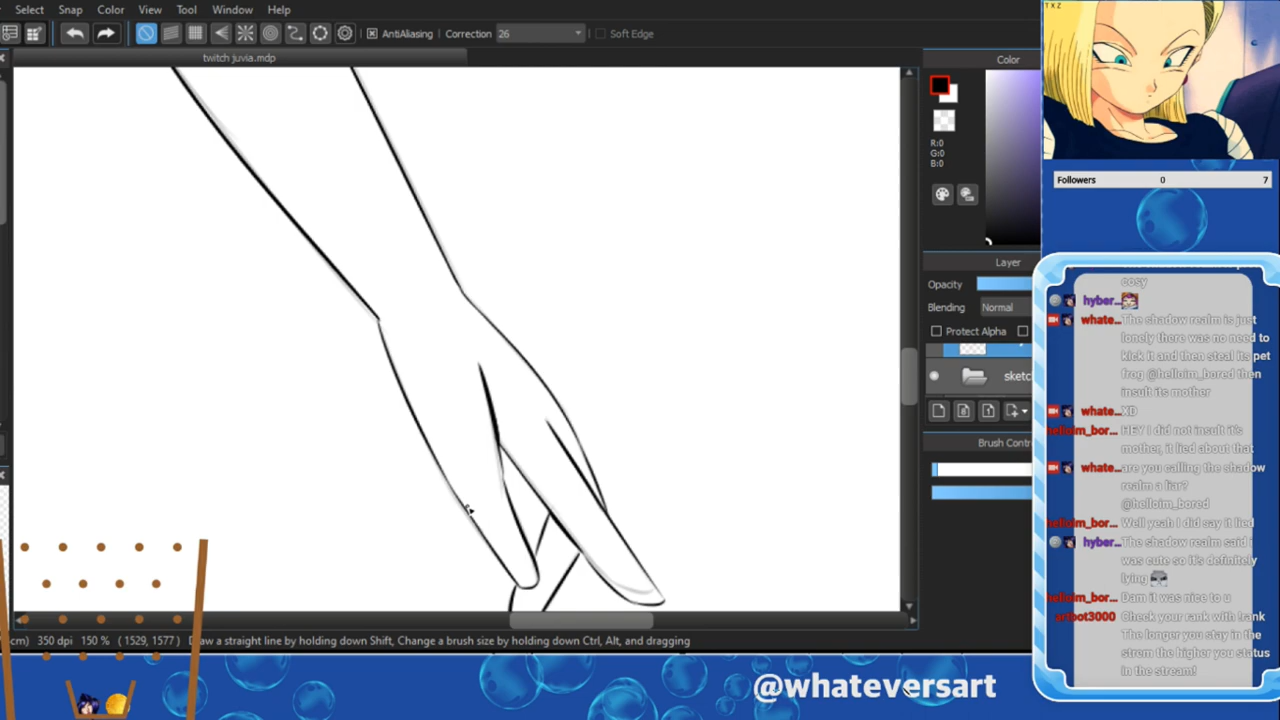 Select Snap Color View Tool Window Help
AntiAliasing Correction 26 Soft Edge
twitch juvia.mdp
Color
R:0
G:0
B:0
Layer
Opacity
Blending Normal
Protect Alpha
sketc
Brush Contr
cm) 350 dpi 150 % ( 1529, 1577 ) Draw a straight line by holding down Shift, Change a brush size by holding down Ctrl, Alt, and dragging
@whateversart
T X Z
Followers 0 7
cosy
hyber...
whate... The shadow realm is just
lonely there was no need to
kick it and then steal its pet
frog @helluim_bored then
insult its mother
whate... XD
helloim_bor... HEY I did not insult it's
mother, it lied about that
whate... are you calling the shadow
realm a liar?
@helloim_bored
helloim_bor... Well yeah I did say it lied
hyber... The shadow realm said i
was cute so it's definitely
lying
helloim_bor... Dam it was nice to u
arloot3000 Check your rank with !rank
The longer you stay in the
strem the higher you status
in the stream!